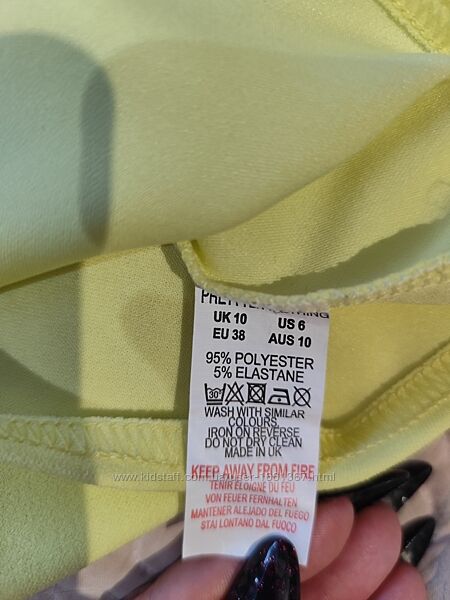 UK 10 US 6
EU 38 AUS 10
95% POLYESTER
5% ELASTANE
30°
WASH WITH SIMILAR
COLOURS.
IRON ON REVERSE
DO NOT DRY CLEAN
MADE IN UK
KEEP AWAY FROM FIRE
TENIR ELOIGNE DU FEU
VON FEUER FERNHALTEN
MANTENER ALEJADO DEL FUEGO
STAI LONTANO DAL FUOCO